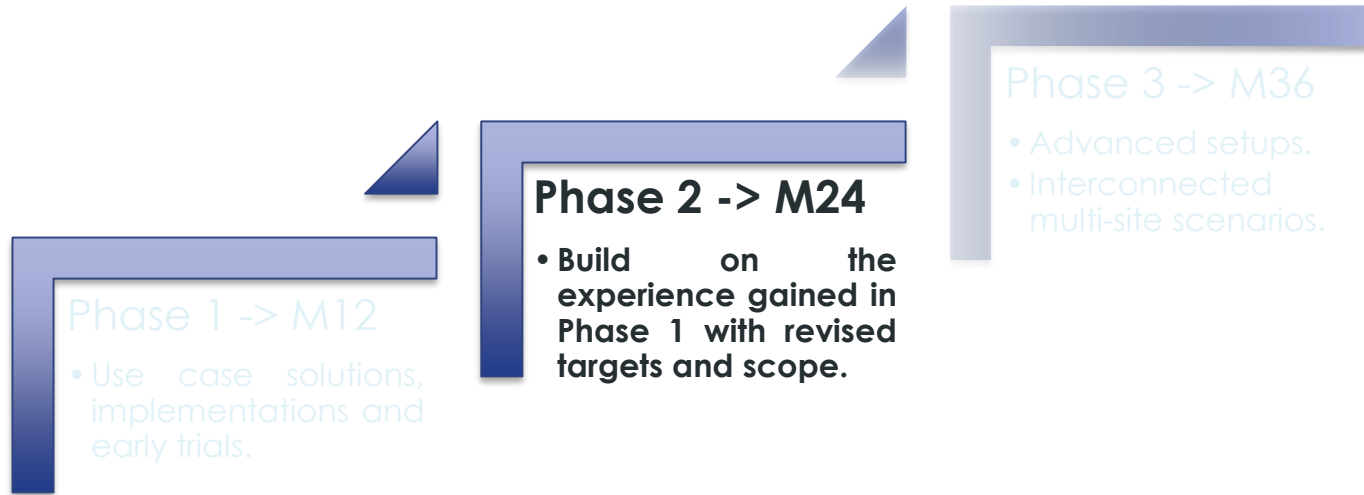 Phase 1 -> M12
• Use case solutions,
implementations and
early trials.
Phase 2 -> M24
• Build on the
experience gained in
Phase 1 with revised
targets and scope.
Phase 3 -> M36
• Advanced setups.
• Interconnected
multi-site scenarios.